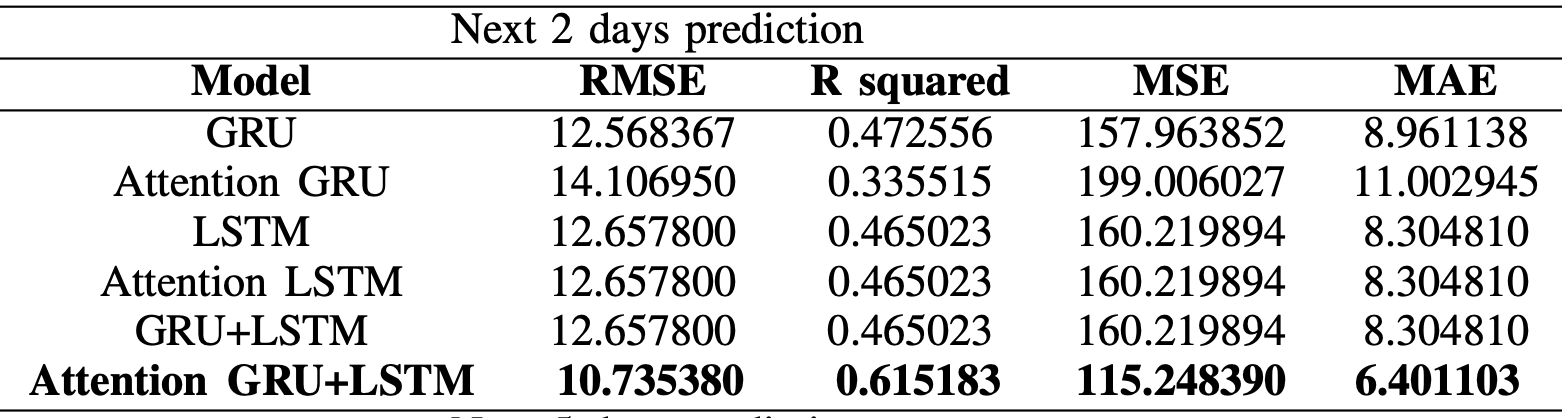 Next 2 days prediction
Model RMSE R squared MSE MAE
GRU 12.568367 0.472556 157.963852 8.961138
Attention GRU 14.106950 0.335515 199.006027 11.002945
LSTM 12.657800 0.465023 160.219894 8.304810
Attention LSTM 12.657800 0.465023 160.219894 8.304810
GRU+LSTM 12.657800 0.465023 160.219894 8.304810
Attention GRU+LSTM 10.735380 0.615183 115.248390 6.401103